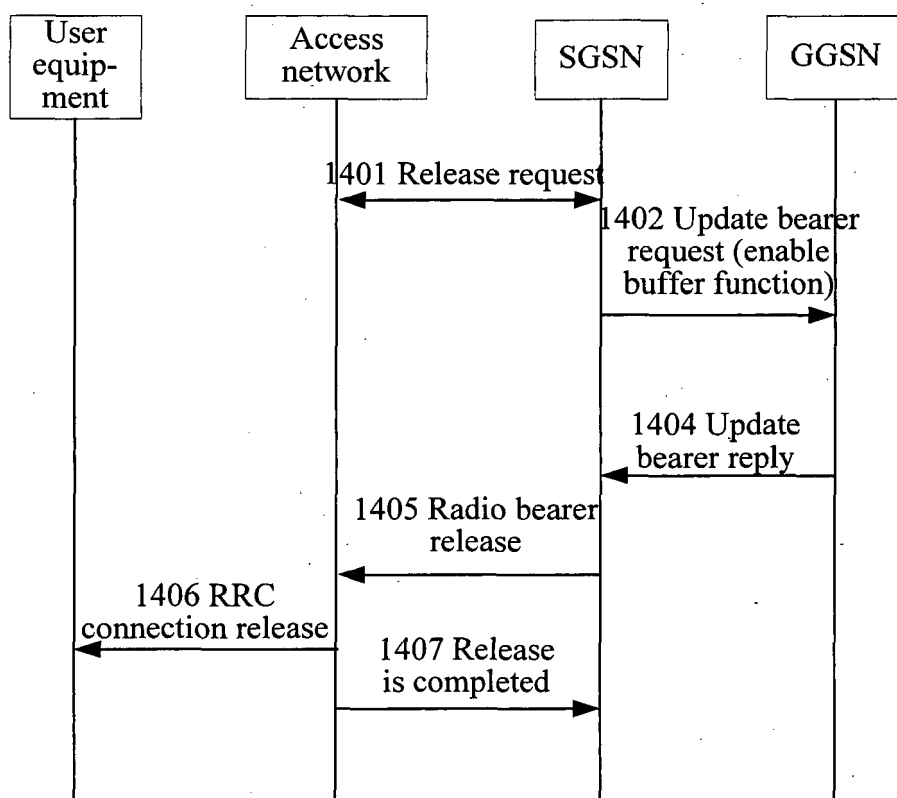 User
equip-
ment
Access
network
SGSN
GGSN
1401 Release request
1402 Update bearer
request (enable
buffer function)
1404 Update
bearer reply
1405 Radio bearer
release
1406 RRC
connection release
1407 Release
is completed